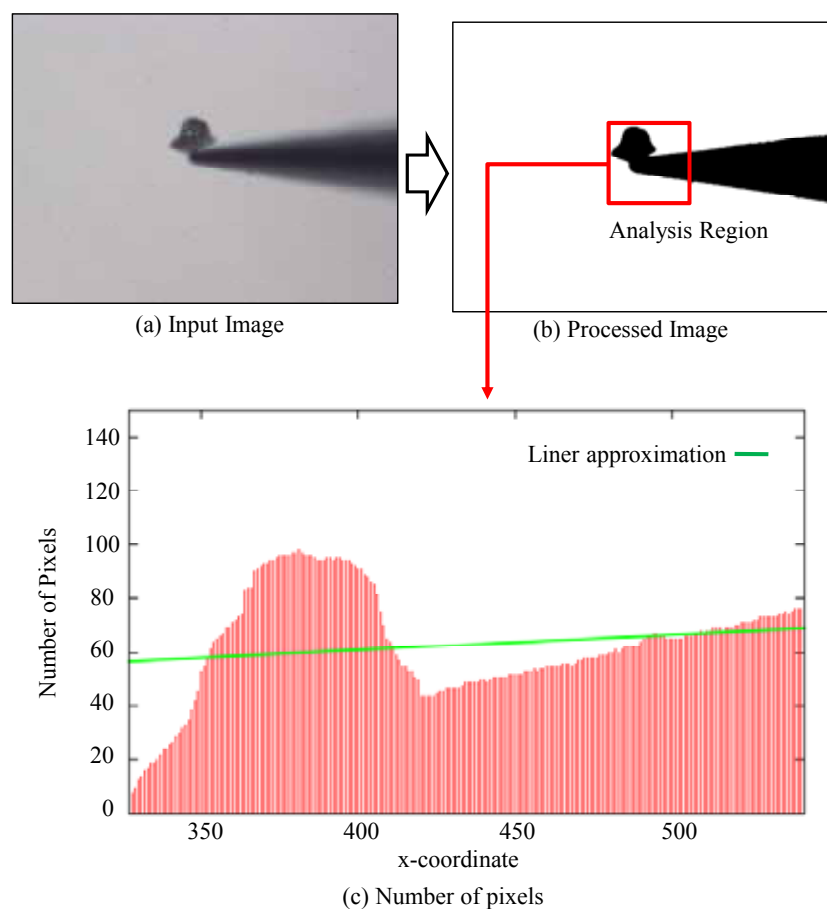 Analysis Region
(a) Input Image
(b) Processed Image
140
120
100
80
60
40
20
0
Number of Pixels
Liner approximation
350
400
450
500
x-coordinate
(c) Number of pixels